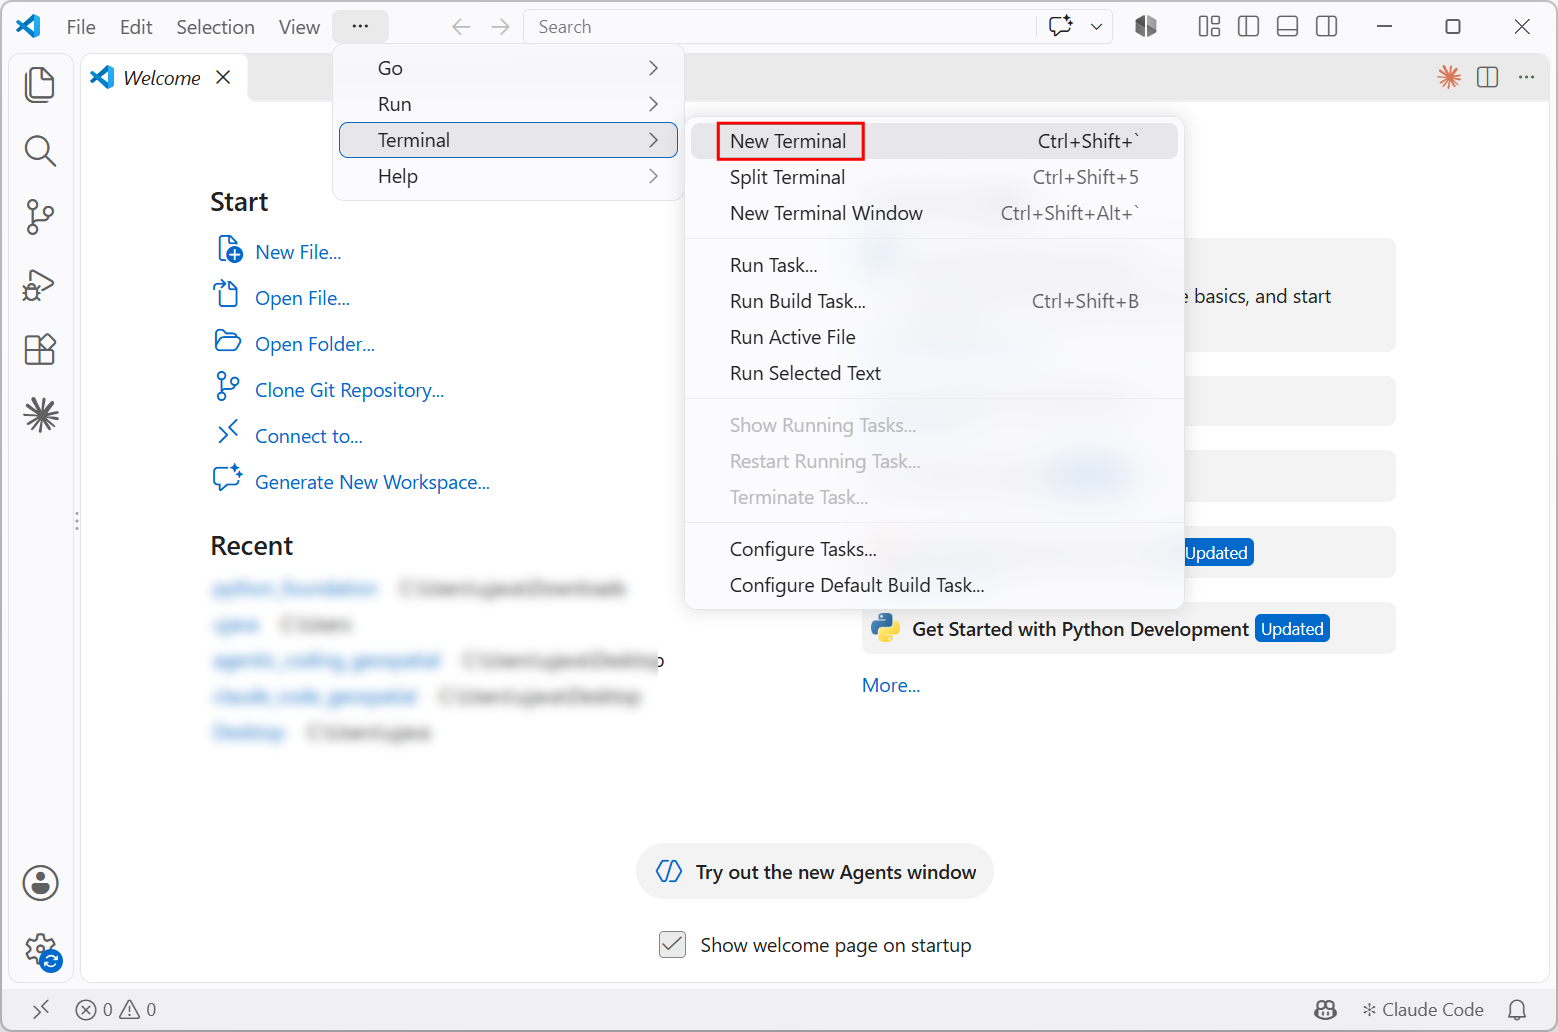 File Edit Selection View ··· Search
Welcome
Go
Run
Terminal
Help
New Terminal Ctrl+Shift+`
Split Terminal Ctrl+Shift+5
New Terminal Window Ctrl+Shift+Alt+`
Run Task...
Run Build Task... Ctrl+Shift+B
Run Active File
Run Selected Text
Show Running Tasks...
Restart Running Task...
Terminate Task...
Configure Tasks...
Configure Default Build Task...
Start
New File...
Open File...
Open Folder...
Clone Git Repository...
Connect to...
Generate New Workspace...
Recent
basics, and start
Updated
Get Started with Python Development Updated
More...
Try out the new Agents window
Show welcome page on startup
0 0 Claude Code